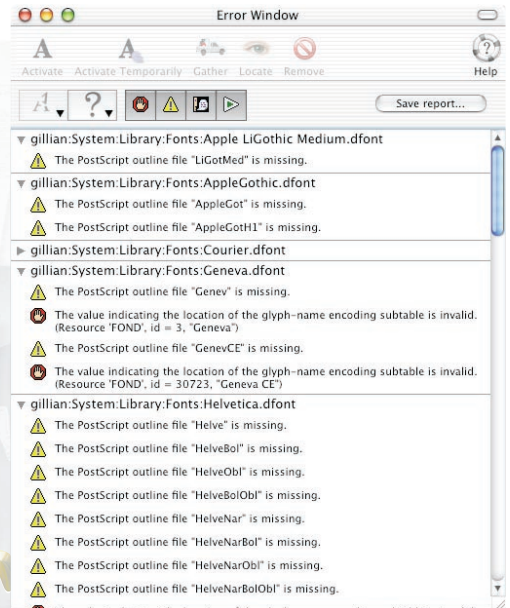 Error Window
Activate Activate Temporarily Gather Locate Remove Help
Save report...
gillian:System:Library:Fonts:Apple LiGothic Medium.dfont
The PostScript outline file "LiGotMed" is missing.
gillian:System:Library:Fonts:AppleGothic.dfont
The PostScript outline file "AppleGot" is missing.
The PostScript outline file "AppleGotH1" is missing.
gillian:System:Library:Fonts:Courier.dfont
gillian:System:Library:Fonts:Geneva.dfont
The PostScript outline file "Genev" is missing.
The value indicating the location of the glyph-name encoding subtable is invalid.
(Resource 'FOND', id = 3, "Geneva")
The PostScript outline file "GenevCE" is missing.
The value indicating the location of the glyph-name encoding subtable is invalid.
(Resource 'FOND', id = 30723, "Geneva CE")
gillian:System:Library:Fonts:Helvetica.dfont
The PostScript outline file "Helve" is missing.
The PostScript outline file "HelveBol" is missing.
The PostScript outline file "HelveObl" is missing.
The PostScript outline file "HelveBolObl" is missing.
The PostScript outline file "HelveNar" is missing.
The PostScript outline file "HelveNarBol" is missing.
The PostScript outline file "HelveNarObl" is missing.
The PostScript outline file "HelveNarBolObl" is missing.